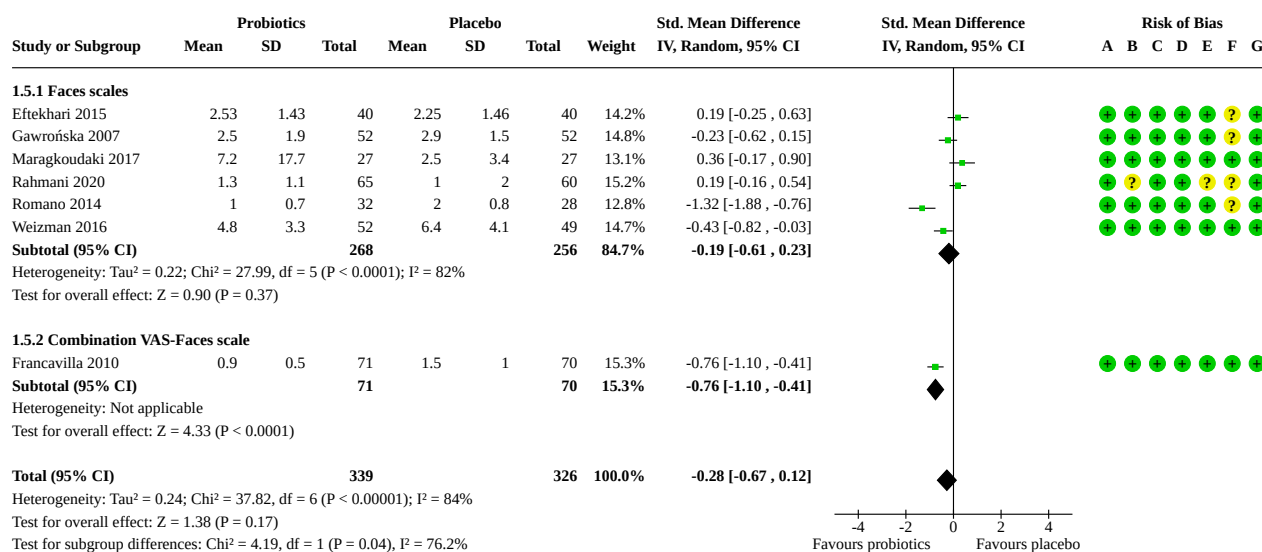 Probiotics Placebo Std. Mean Difference Std. Mean Difference Risk of Bias
Study or Subgroup Mean SD Total Mean SD Total Weight IV, Random, 95% CI IV, Random, 95% CI A B C D E F G
1.5.1 Faces scales
Eftekhari 2015 2.53 1.43 40 2.25 1.46 40 14.2% 0.19 [-0.25 , 0.63] + + + + + ? +
Gawrońska 2007 2.5 1.9 52 2.9 1.5 52 14.8% -0.23 [-0.62 , 0.15] + + + + + ? +
Maragkoudaki 2017 7.2 17.7 27 2.5 3.4 27 13.1% 0.36 [-0.17 , 0.90] + + + + + + +
Rahmani 2020 1.3 1.1 65 1 2 60 15.2% 0.19 [-0.16 , 0.54] + ? + + ? ? +
Romano 2014 1 0.7 32 2 0.8 28 12.8% -1.32 [-1.88 , -0.76] + + + + + ? +
Weizman 2016 4.8 3.3 52 6.4 4.1 49 14.7% -0.43 [-0.82 , -0.03] + + + + + + +
Subtotal (95% CI) 268 256 84.7% -0.19 [-0.61 , 0.23]
Heterogeneity: Tau² = 0.22; Chi² = 27.99, df = 5 (P < 0.0001); I² = 82%
Test for overall effect: Z = 0.90 (P = 0.37)
1.5.2 Combination VAS-Faces scale
Francavilla 2010 0.9 0.5 71 1.5 1 70 15.3% -0.76 [-1.10 , -0.41] + + + + + + +
Subtotal (95% CI) 71 70 15.3% -0.76 [-1.10 , -0.41]
Heterogeneity: Not applicable
Test for overall effect: Z = 4.33 (P < 0.0001)
Total (95% CI) 339 326 100.0% -0.28 [-0.67 , 0.12]
Heterogeneity: Tau² = 0.24; Chi² = 37.82, df = 6 (P < 0.00001); I² = 84%
Test for overall effect: Z = 1.38 (P = 0.17) -4 -2 0 2 4
Test for subgroup differences: Chi² = 4.19, df = 1 (P = 0.04), I² = 76.2% Favours probiotics Favours placebo